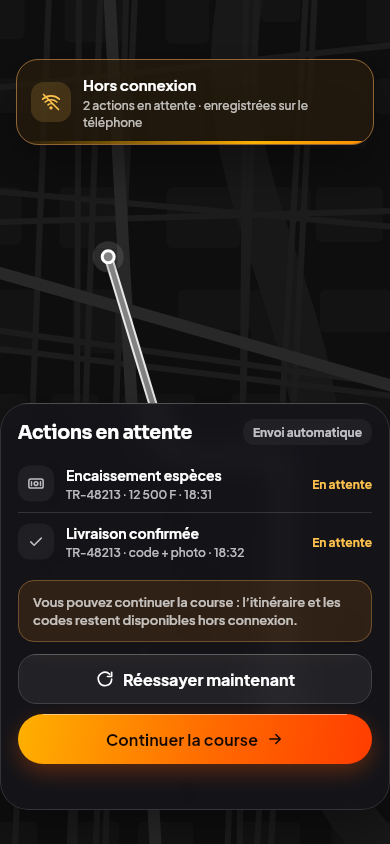 Hors connexion
2 actions en attente · enregistrées sur le
téléphone
Actions en attente
Envoi automatique
Encaissement espèces
TR-48213 · 12 500 F · 18:31
En attente
Livraison confirmée
TR-48213 · code + photo · 18:32
En attente
Vous pouvez continuer la course : l’itinéraire et les
codes restent disponibles hors connexion.
Réessayer maintenant
Continuer la course →